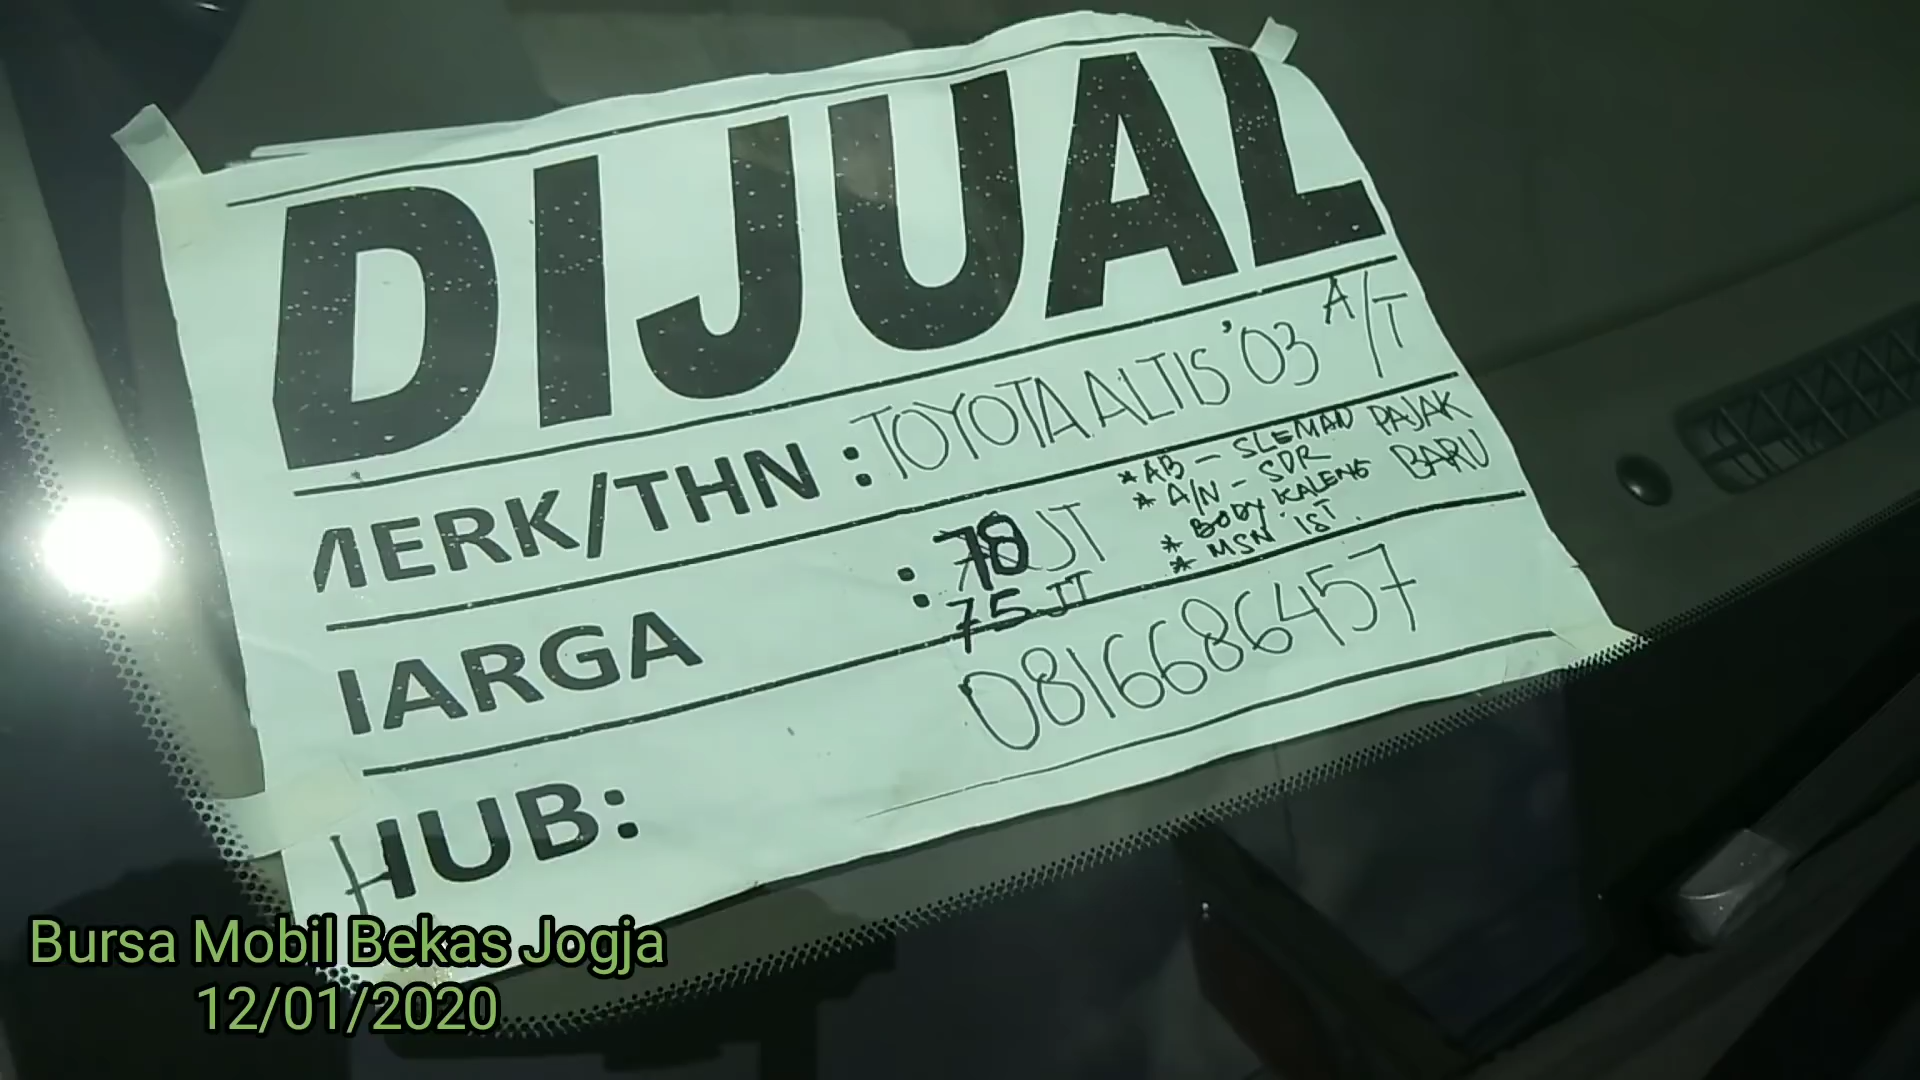 DIJUAL
MERK/THN : TOYOTA ALTIS '03 A/T
HARGA : 78 JT
75 JT
* AB - SLEMAN
* A/N - SDR
* BODY KALENG
* MSN IST.
PAJAK
BARU
HUB: 0816686457
Bursa Mobil Bekas Jogja
12/01/2020